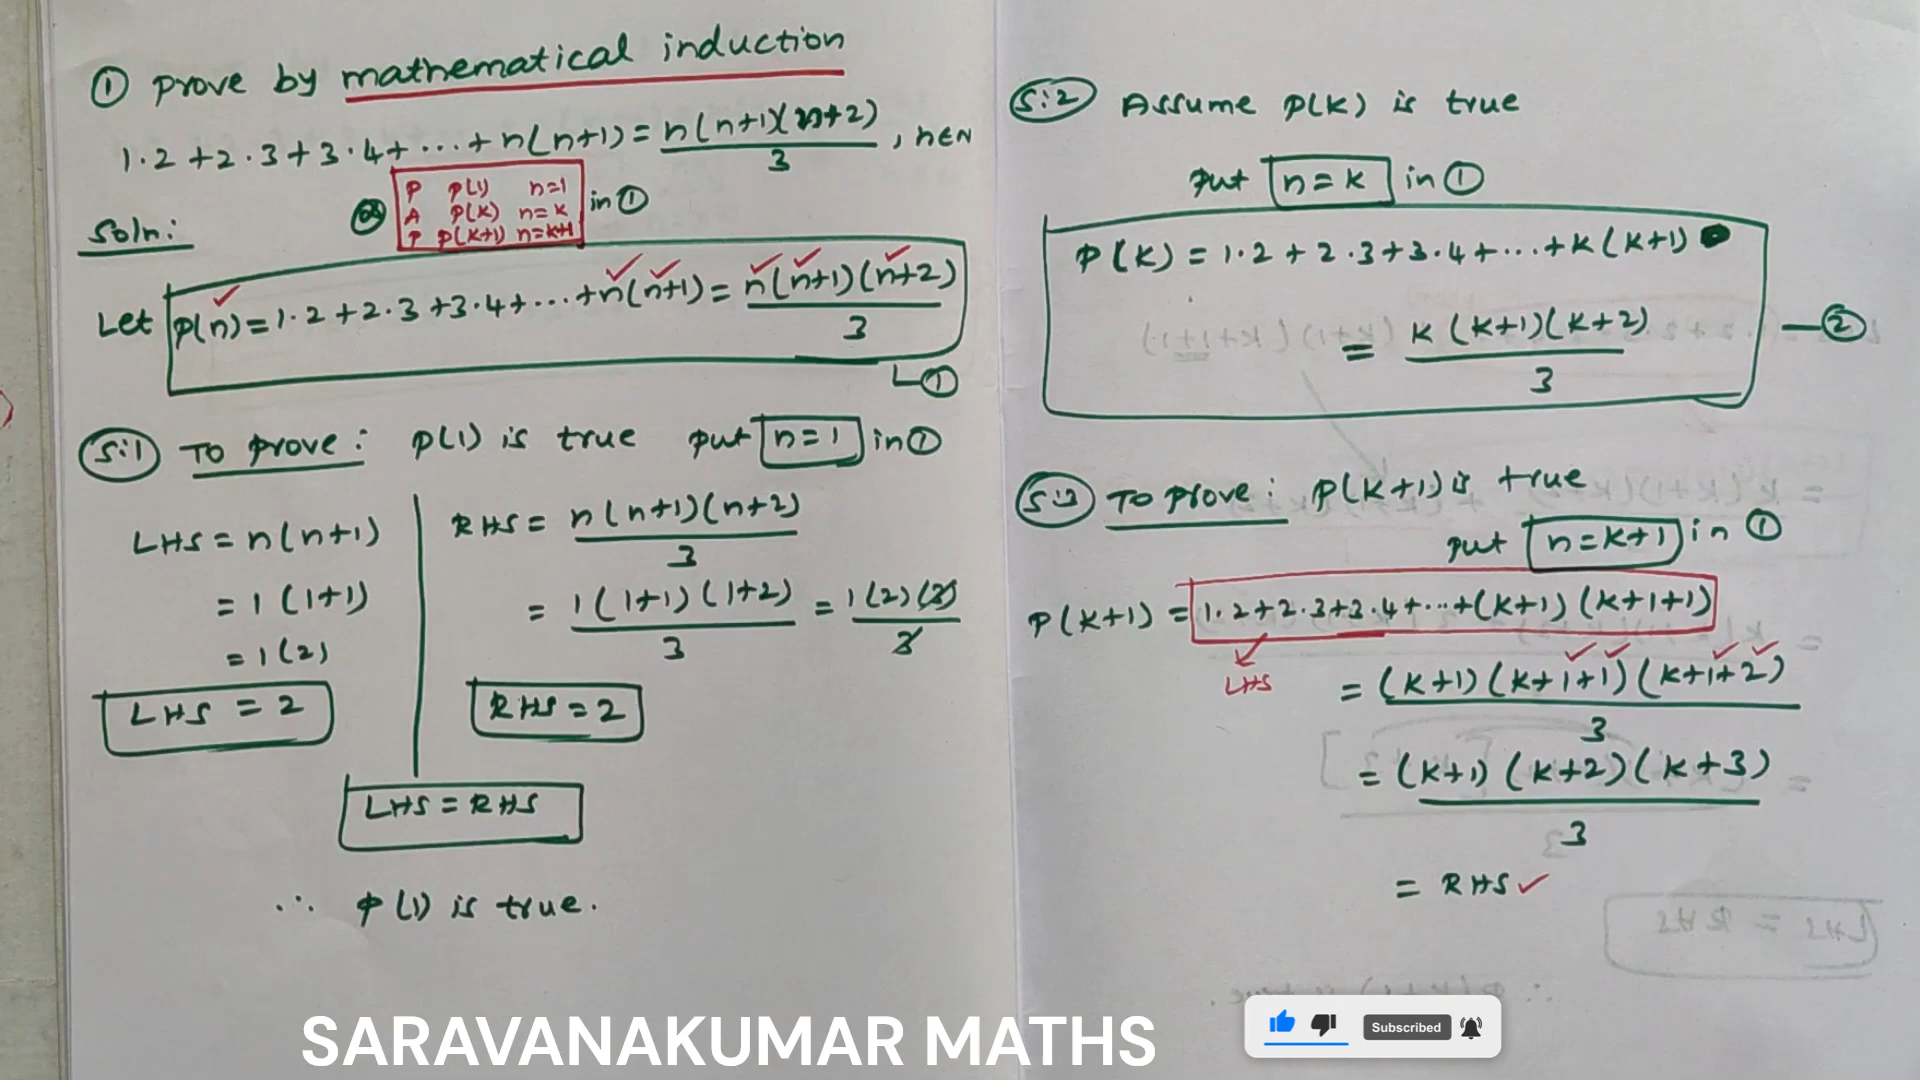 ① Prove by mathematical induction
1·2+2·3+3·4+...+n(n+1)=n(n+1)(n+2)/3, n∈N
P P(1) n=1
A P(k) n=k in ①
P P(k+1) n=k+1
Soln:
Let P(n)=1·2+2·3+3·4+...+n(n+1)=n(n+1)(n+2)/3
—①
S:1 To prove: P(1) is true put n=1 in ①
LHS = n(n+1)
= 1(1+1)
= 1(2)
LHS = 2
RHS = n(n+1)(n+2)/3
= 1(1+1)(1+2)/3 = 1(2)(3)/3
RHS = 2
LHS = RHS
∴ P(1) is true.
S:2 Assume P(k) is true
put n=k in ①
P(k) = 1·2+2·3+3·4+...+k(k+1)
= k(k+1)(k+2)/3 —②
S:3 To prove: P(k+1) is true
put n=k+1 in ①
P(k+1) = 1·2+2·3+3·4+...+(k+1)(k+1+1)
LHS
= (k+1)(k+1+1)(k+1+2)/3
= (k+1)(k+2)(k+3)/3
= RHS
SARAVANAKUMAR MATHS
Subscribed